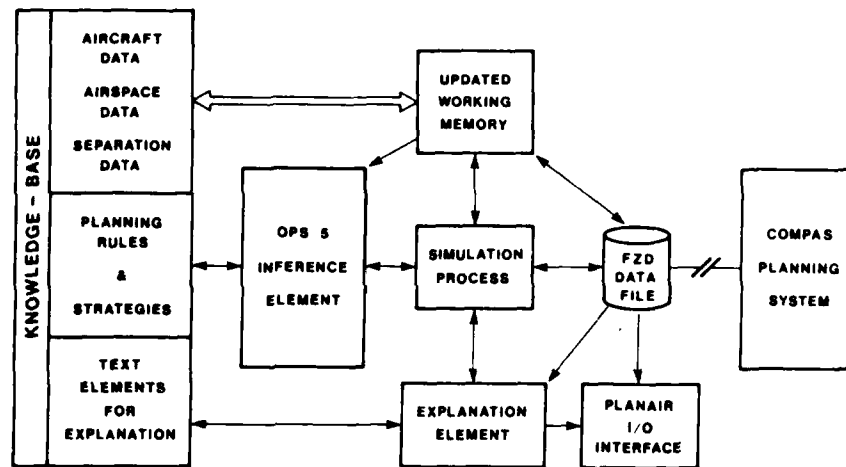 KNOWLEDGE - BASE
AIRCRAFT
DATA
AIRSPACE
DATA
SEPARATION
DATA
PLANNING
RULES
&
STRATEGIES
TEXT
ELEMENTS
FOR
EXPLANATION
UPDATED
WORKING
MEMORY
OPS 5
INFERENCE
ELEMENT
SIMULATION
PROCESS
FZD
DATA
FILE
COMPAS
PLANNING
SYSTEM
EXPLANATION
ELEMENT
PLANAIR
I/O
INTERFACE